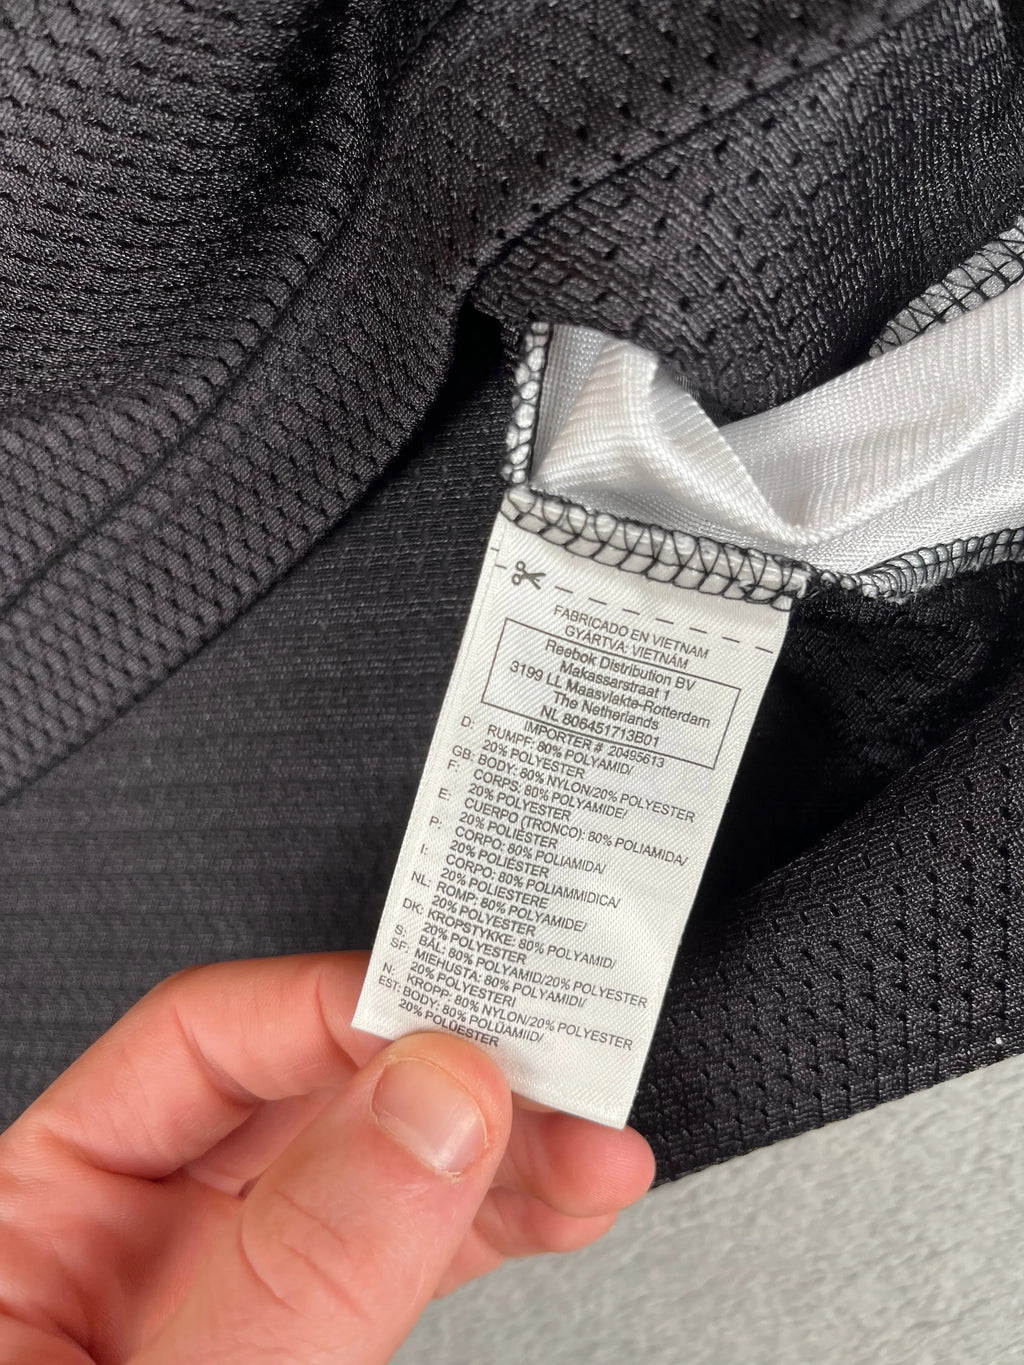 FABRICADO EN VIETNAM
GYÁRTVA: VIETNÁM
Reebok Distribution BV
Makassarstraat 1
3199 LL Maasvlakte-Rotterdam
The Netherlands
NL 806451713B01
IMPORTER # 20495613
D: RUMPF: 80% POLYAMID/
20% POLYESTER
GB: BODY: 80% NYLON/20% POLYESTER
F: CORPS: 80% POLYAMIDE/
20% POLYESTER
E: CUERPO (TRONCO): 80% POLIAMIDA/
20% POLIÉSTER
P: CORPO: 80% POLIAMIDA/
20% POLIÉSTER
I: CORPO: 80% POLIAMMIDICA/
20% POLIESTERE
NL: ROMP: 80% POLYAMIDE/
20% POLYESTER
DK: KROPSTYKKE: 80% POLYAMID/
20% POLYESTER
S: BÅL: 80% POLYAMID/20% POLYESTER
SF: MIEHUSTA: 80% POLYAMIDI/
20% POLYESTERI
N: KROPP: 80% NYLON/20% POLYESTER
EST: BODY: 80% POLÜAMIID/
20% POLÜESTER